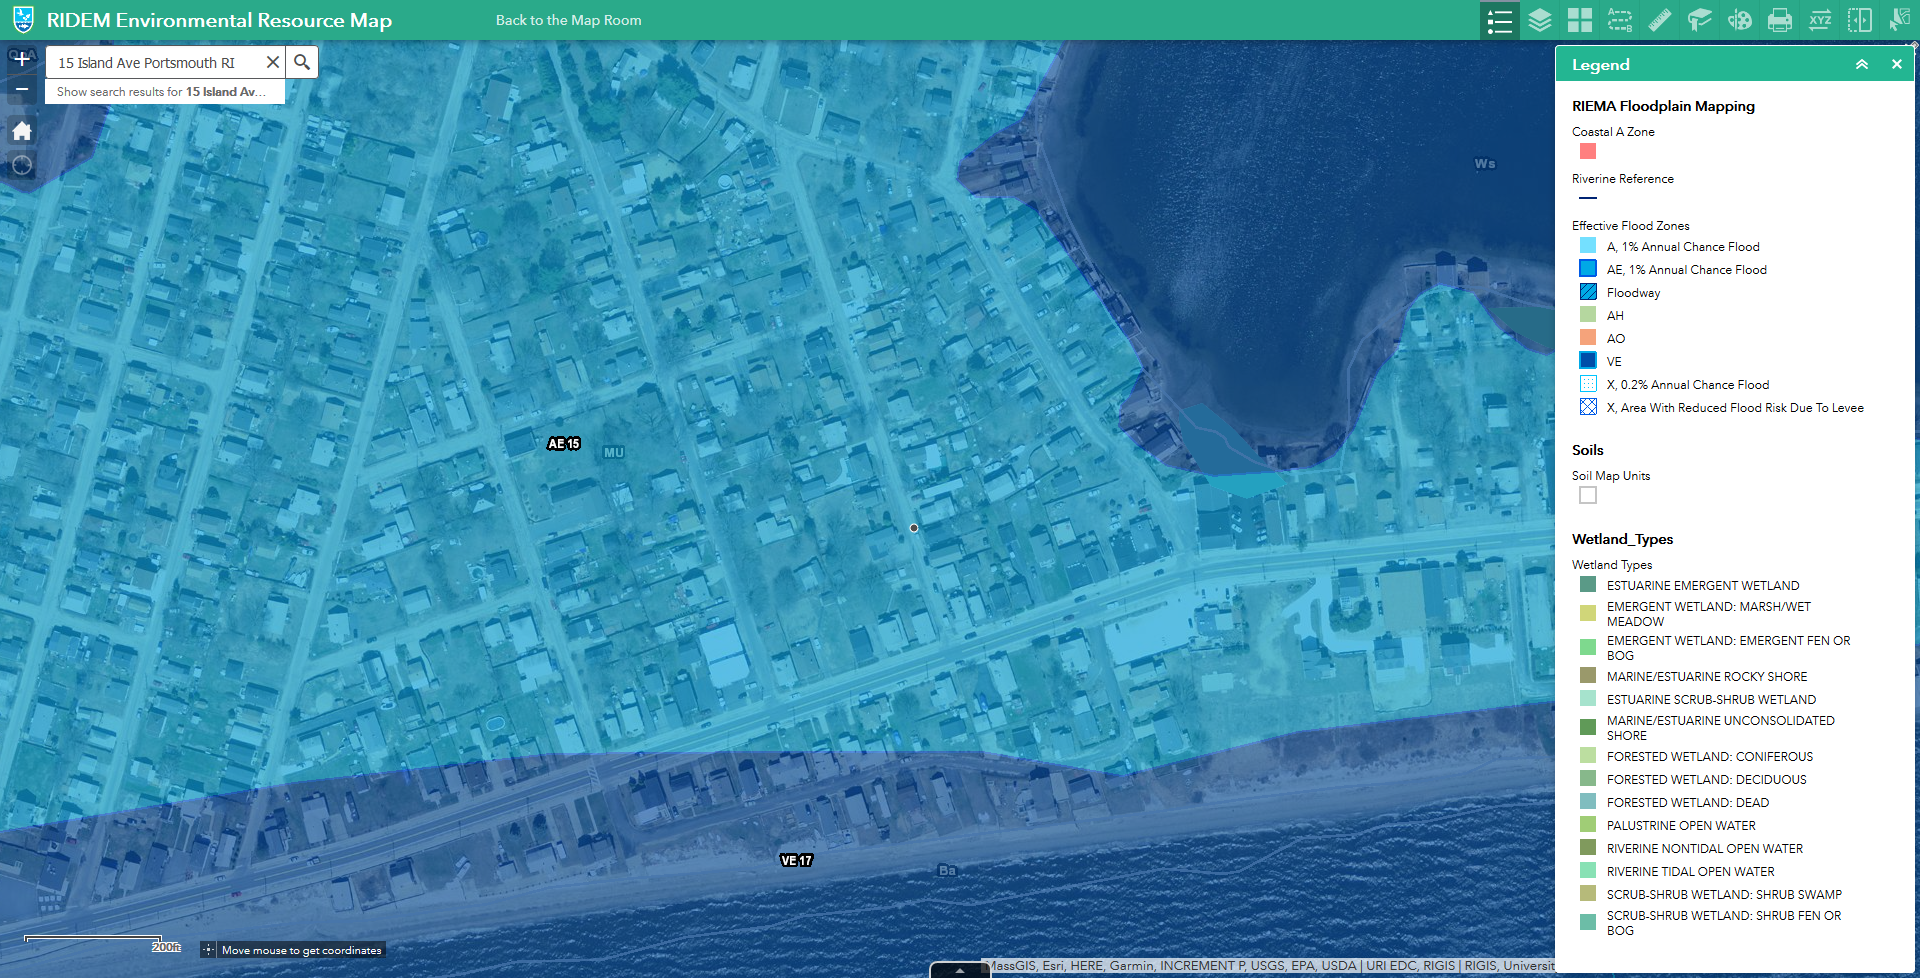 RIDEM Environmental Resource Map
Back to the Map Room
15 Island Ave Portsmouth RI
Show search results for 15 Island Av...
AE 15
MU
Ws
VE 17
Ba
200ft
Move mouse to get coordinates
MassGIS, Esri, HERE, Garmin, INCREMENT P, USGS, EPA, USDA | URI EDC, RIGIS | RIGIS, Universit
Legend
RIEMA Floodplain Mapping
Coastal A Zone
Riverine Reference
Effective Flood Zones
A, 1% Annual Chance Flood
AE, 1% Annual Chance Flood
Floodway
AH
AO
VE
X, 0.2% Annual Chance Flood
X, Area With Reduced Flood Risk Due To Levee
Soils
Soil Map Units
Wetland_Types
Wetland Types
ESTUARINE EMERGENT WETLAND
EMERGENT WETLAND: MARSH/WET
MEADOW
EMERGENT WETLAND: EMERGENT FEN OR
BOG
MARINE/ESTUARINE ROCKY SHORE
ESTUARINE SCRUB-SHRUB WETLAND
MARINE/ESTUARINE UNCONSOLIDATED
SHORE
FORESTED WETLAND: CONIFEROUS
FORESTED WETLAND: DECIDUOUS
FORESTED WETLAND: DEAD
PALUSTRINE OPEN WATER
RIVERINE NONTIDAL OPEN WATER
RIVERINE TIDAL OPEN WATER
SCRUB-SHRUB WETLAND: SHRUB SWAMP
SCRUB-SHRUB WETLAND: SHRUB FEN OR
BOG
XYZ